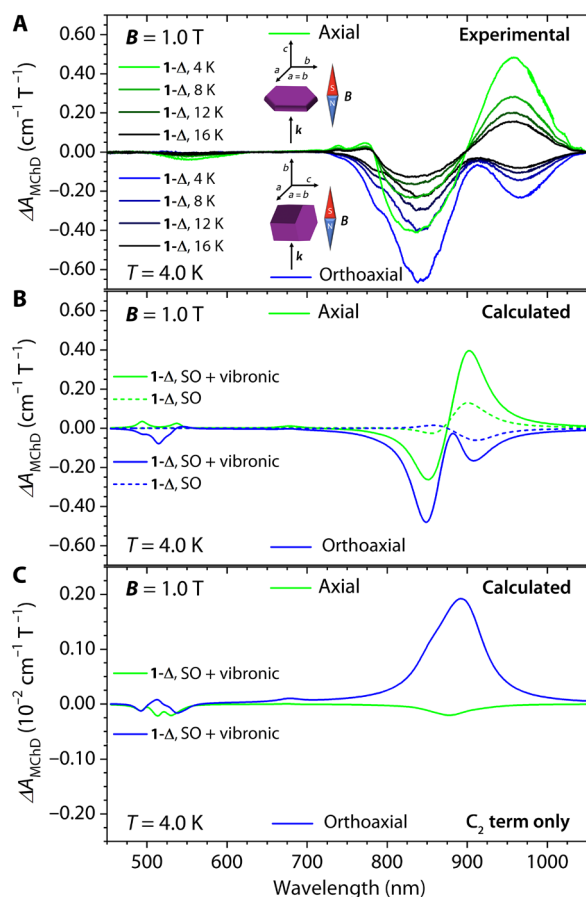 A
B = 1.0 T
Axial
Experimental
0.60
0.40
0.20
0.00
−0.20
−0.40
−0.60
ΔA_MChD (cm⁻¹ T⁻¹)
1-Δ, 4 K
1-Δ, 8 K
1-Δ, 12 K
1-Δ, 16 K
c
b
a
a = b
S
N
B
k
1-Δ, 4 K
1-Δ, 8 K
1-Δ, 12 K
1-Δ, 16 K
b
c
a
a = b
S
N
B
k
T = 4.0 K
Orthoaxial
B
B = 1.0 T
Axial
Calculated
0.60
0.40
0.20
0.00
−0.20
−0.40
−0.60
ΔA_MChD (cm⁻¹ T⁻¹)
1-Δ, SO + vibronic
1-Δ, SO
1-Δ, SO + vibronic
1-Δ, SO
T = 4.0 K
Orthoaxial
C
B = 1.0 T
Axial
Calculated
0.20
0.10
0.00
−0.10
−0.20
ΔA_MChD (10⁻² cm⁻¹ T⁻¹)
1-Δ, SO + vibronic
1-Δ, SO + vibronic
T = 4.0 K
Orthoaxial
C₂ term only
500 600 700 800 900 1000
Wavelength (nm)